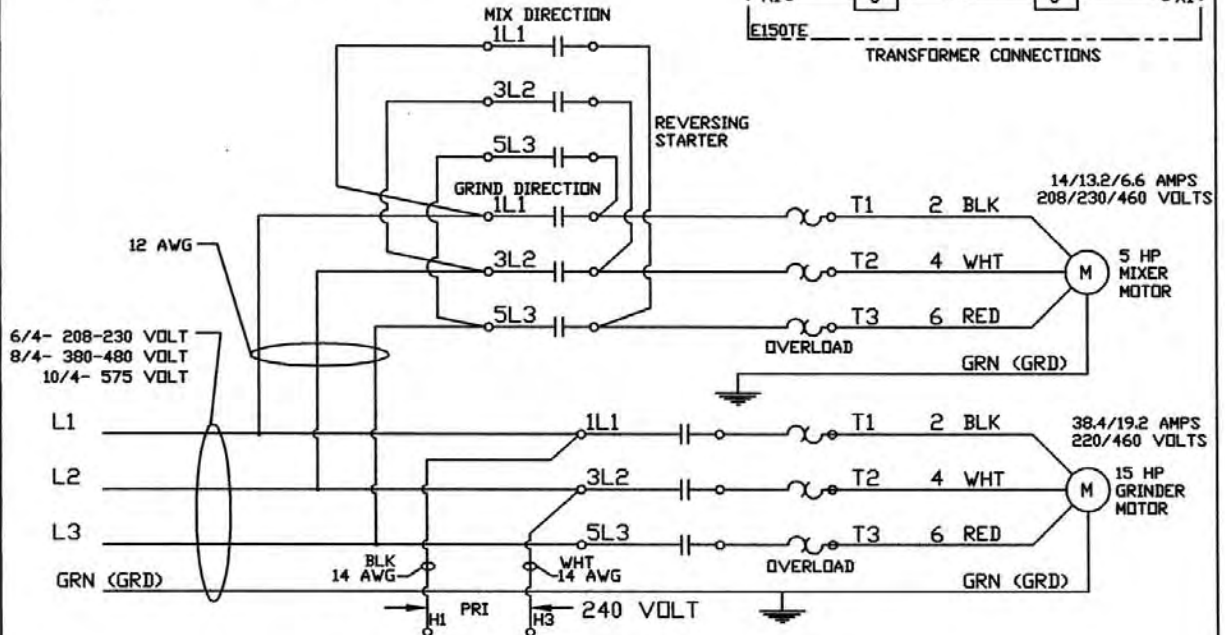 MIX DIRECTION
1L1
3L2
5L3
REVERSING
STARTER
E150TE
TRANSFORMER CONNECTIONS
GRIND DIRECTION
1L1
3L2
5L3
12 AWG
T1 2 BLK
T2 4 WHT
T3 6 RED
OVERLOAD
GRN (GRD)
14/13.2/6.6 AMPS
208/230/460 VOLTS
M
5 HP
MIXER
MOTOR
6/4- 208-230 VOLT
8/4- 380-480 VOLT
10/4- 575 VOLT
L1
L2
L3
GRN (GRD)
1L1
3L2
5L3
T1 2 BLK
T2 4 WHT
T3 6 RED
OVERLOAD
GRN (GRD)
38.4/19.2 AMPS
220/460 VOLTS
M
15 HP
GRINDER
MOTOR
BLK
14 AWG
WHT
14 AWG
PRI
240 VOLT
H1
H3